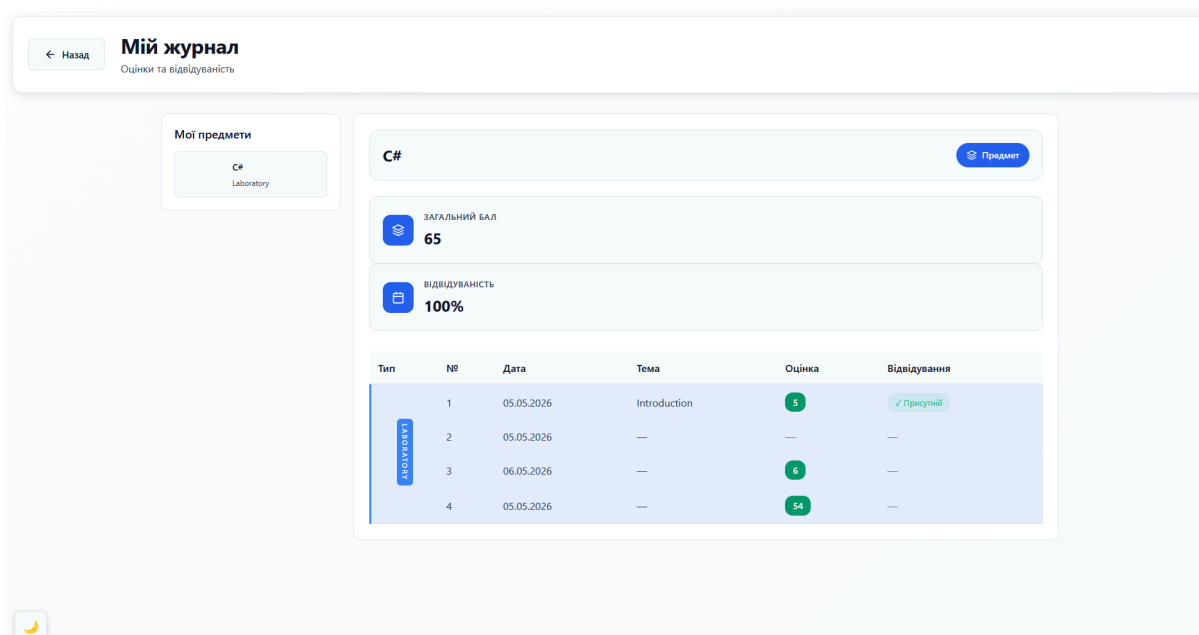 ← Назад
Мій журнал
Оцінки та відвідуваність
Мої предмети
C#
Laboratory
C#
Предмет
ЗАГАЛЬНИЙ БАЛ
65
ВІДВІДУВАНІСТЬ
100%
Тип № Дата Тема Оцінка Відвідування
LABORATORY
1 05.05.2026 Introduction 5 ✓ Присутній
2 05.05.2026 — — —
3 06.05.2026 — 6 —
4 05.05.2026 — 54 —